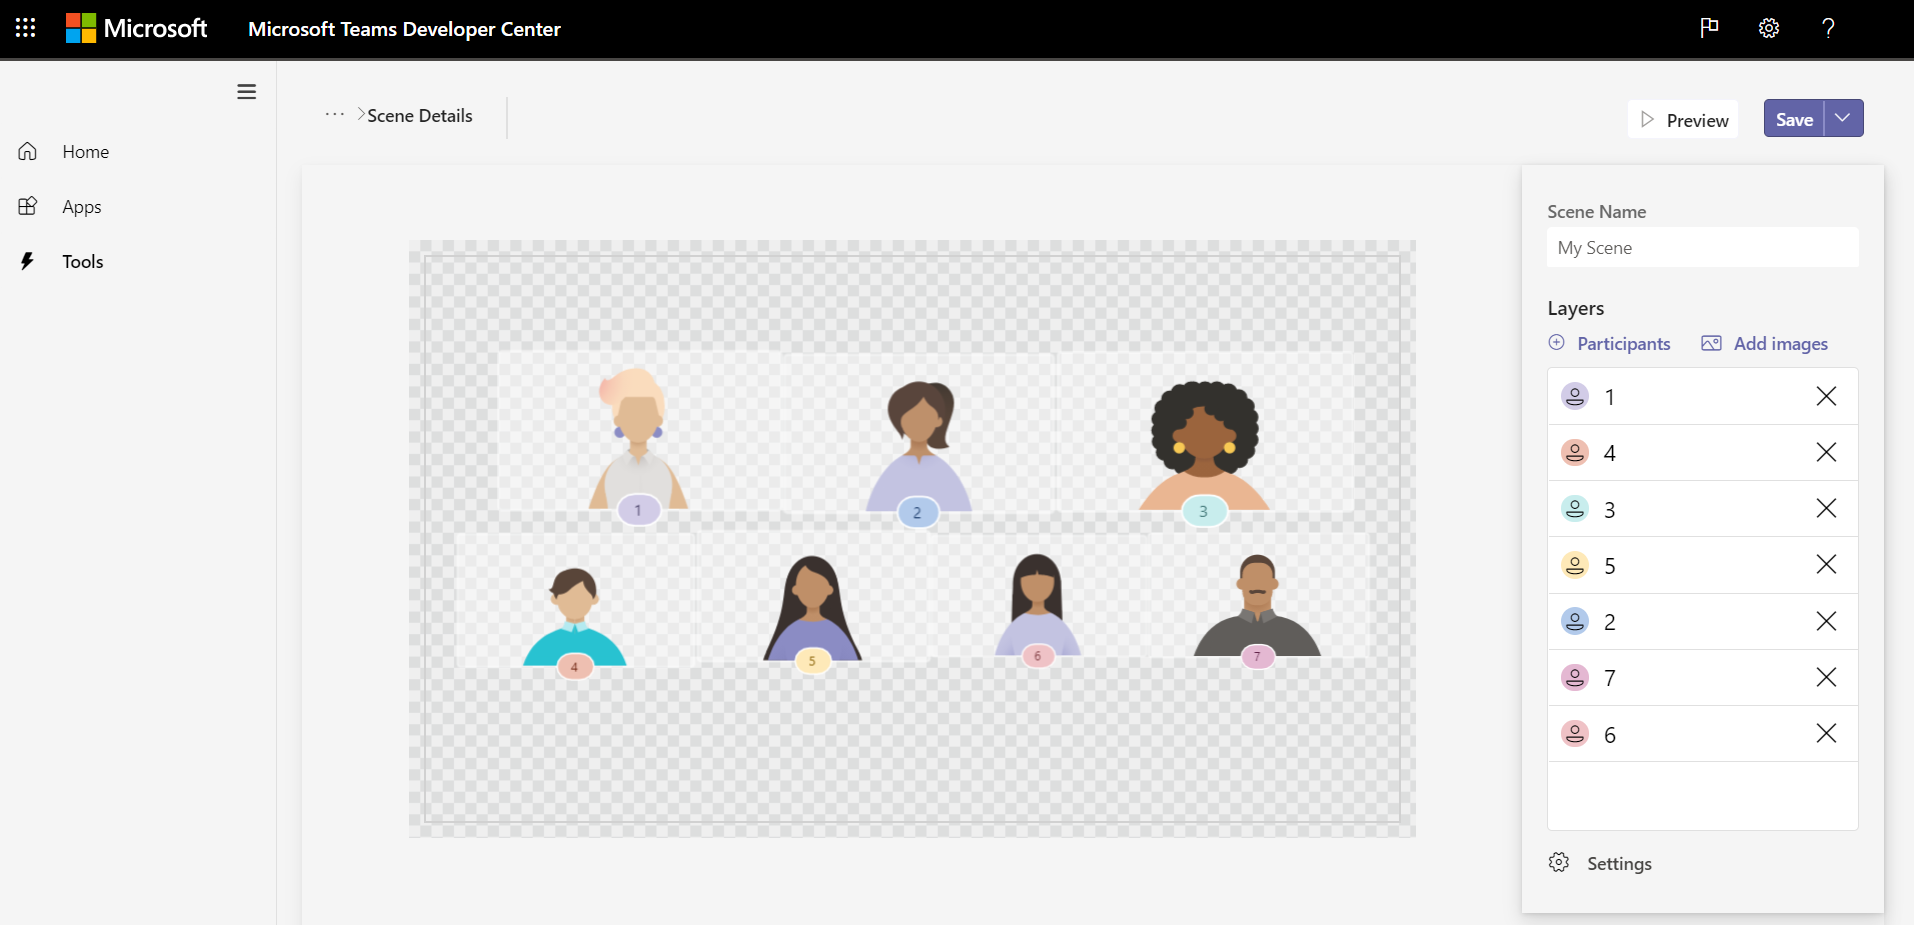 Microsoft Microsoft Teams Developer Center ?
Home
Apps
Tools
... > Scene Details
Preview Save
1 2 3
4 5 6 7
Scene Name
My Scene
Layers
Participants Add images
1
4
3
5
2
7
6
Settings